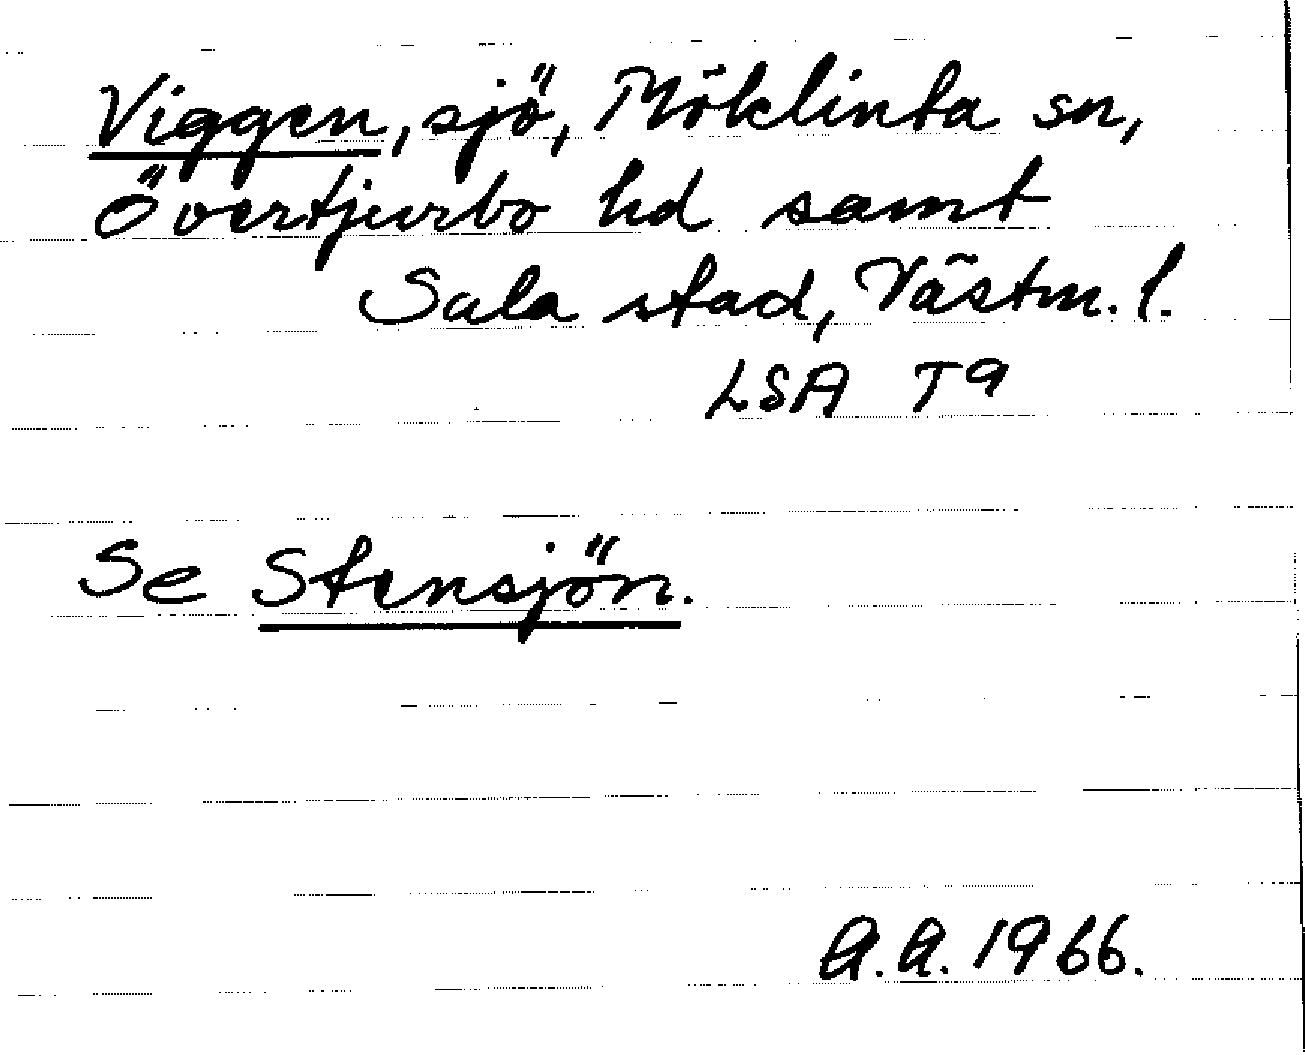 Viggen, sjö, Möklinta sn,
Övertjurbo hd samt
Sala stad, Västm. l.
LSA T9
Se Stensjön.
A.A. 1966.